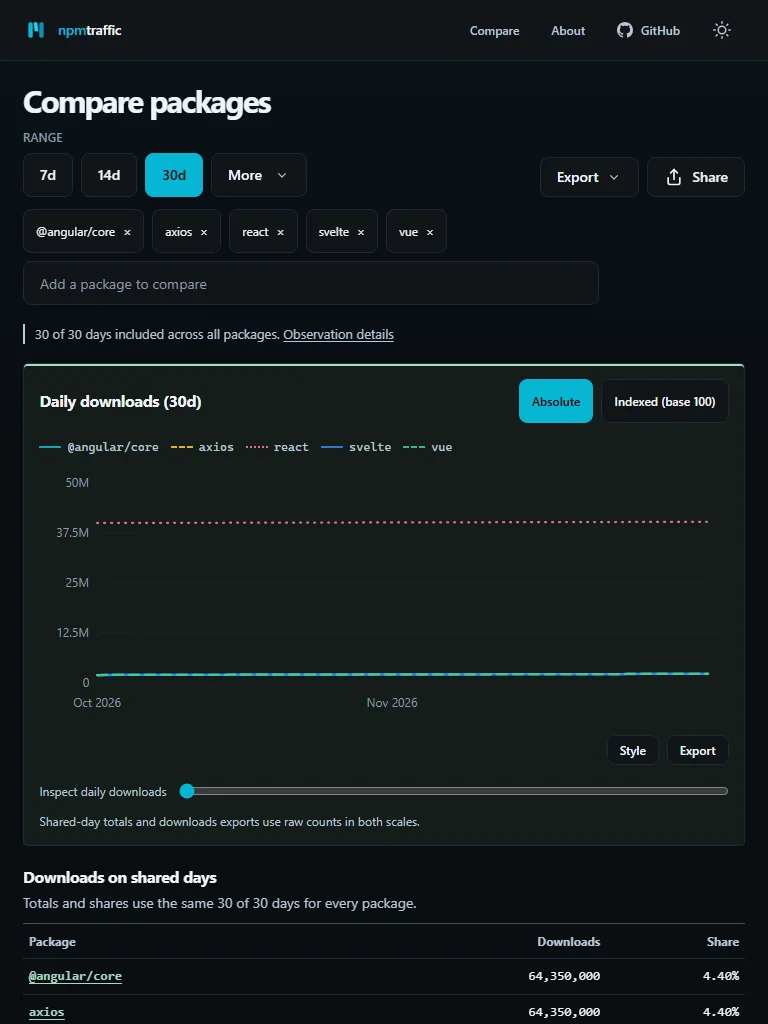 npmtraffic
Compare
About
GitHub
Compare packages
RANGE
7d
14d
30d
More
Export
Share
@angular/core ×
axios ×
react ×
svelte ×
vue ×
Add a package to compare
30 of 30 days included across all packages. Observation details
Daily downloads (30d)
Absolute
Indexed (base 100)
@angular/core
axios
react
svelte
vue
50M
37.5M
25M
12.5M
0
Oct 2026
Nov 2026
Style
Export
Inspect daily downloads
Shared-day totals and downloads exports use raw counts in both scales.
Downloads on shared days
Totals and shares use the same 30 of 30 days for every package.
Package Downloads Share
@angular/core 64,350,000 4.40%
axios 64,350,000 4.40%